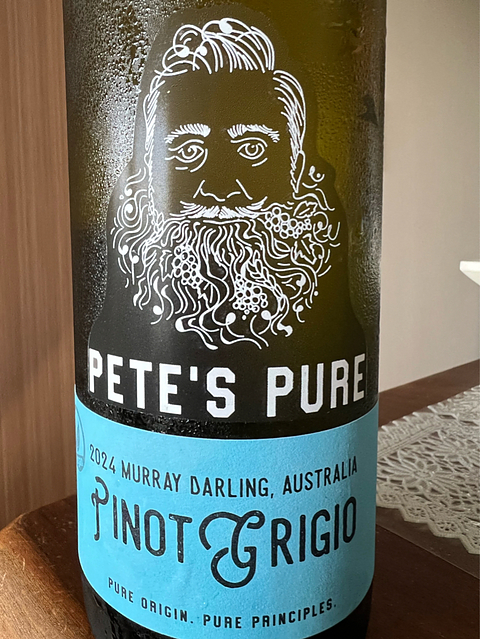 PETE'S PURE
2024 MURRAY DARLING, AUSTRALIA
PINOT GRIGIO
PURE ORIGIN. PURE PRINCIPLES.